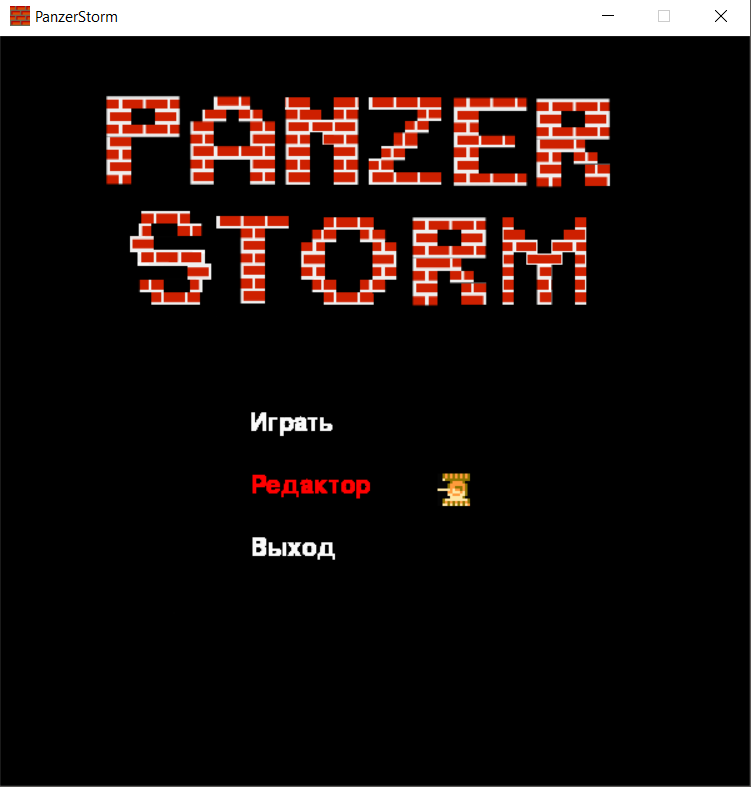 PanzerStorm
PANZER
STORM
Играть
Редактор
Выход